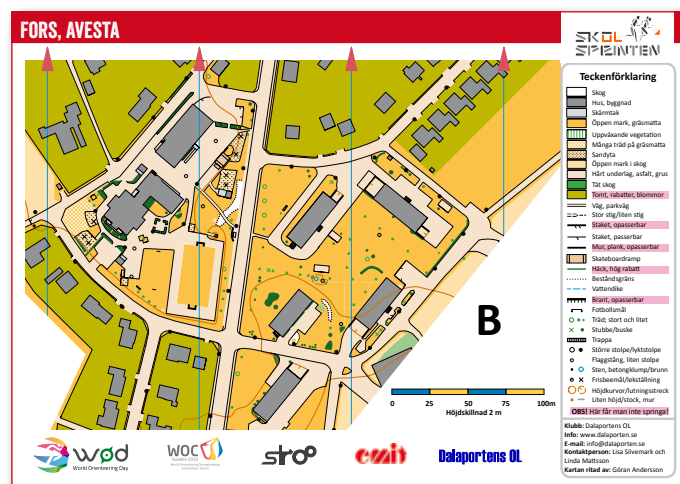 FORS, AVESTA
SKOL
SPRINTEN
Teckenförklaring
Skog
Hus, byggnad
Skärmtak
Öppen mark, gräsmatta
Uppväxande vegetation
Många träd på gräsmatta
Sandyta
Öppen mark i skog
Hårt underlag, asfalt, grus
Tät skog
Tomt, rabatter, blommor
Väg, parkväg
Stor stig/liten stig
Staket, opasserbar
Staket, passerbar
Mur, plank, opasserbar
Skateboardramp
Häck, hög rabatt
Beståndsgräns
Vattendike
Brant, opasserbar
Fotbollsmål
Träd; stort och litet
Stubbe/buske
Trappa
Större stolpe/lyktstolpe
Flaggstång, liten stolpe
Sten, betongklump/brunn
Frisbeemål/lekställning
Höjdkurvor/lutningsstreck
Liten höjd/stock, mur
OBS! Här får man inte springa!
Klubb: Dalaportens OL
Info: www.dalaporten.se
E-mail: info@dalaporten.se
Kontaktperson: Lisa Silvemark och
Linda Mattsson
Kartan ritad av: Göran Andersson
B
0 25 50 75 100m
Höjdskillnad 2 m
wod
World Orienteering Day
WOC
Sweden 2016
emit
Dalaportens OL